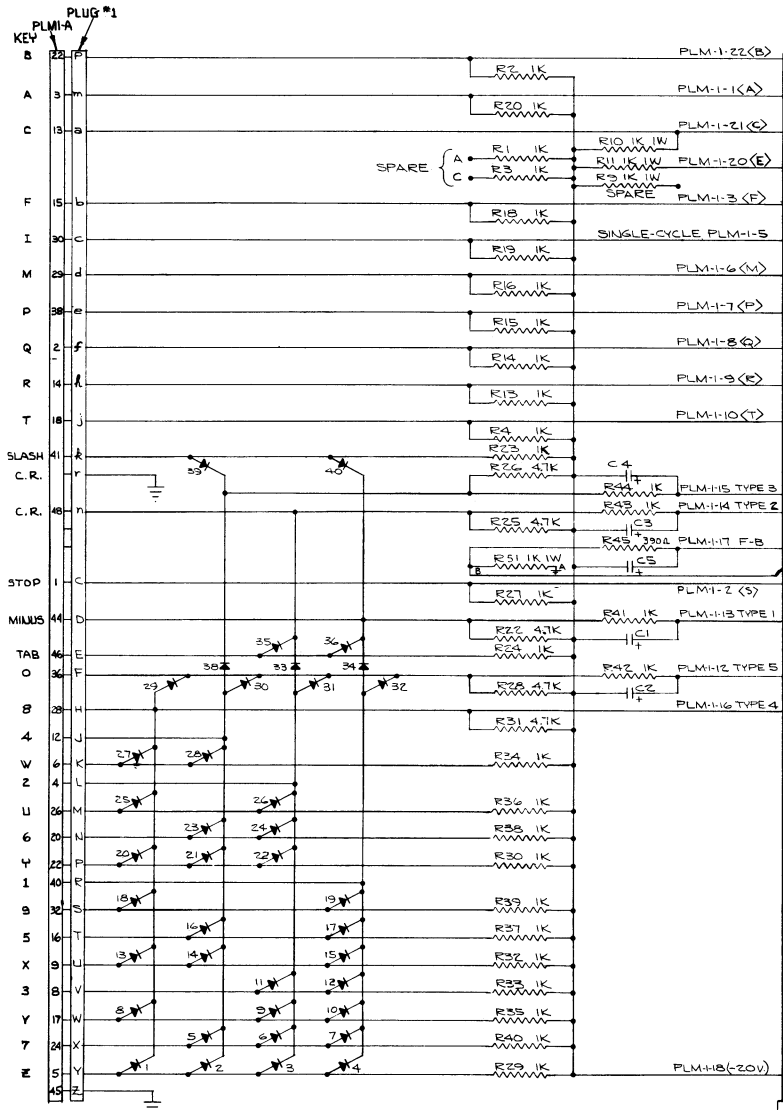 PLUG #1
PLM1-A
KEY
B 22 P PLM-1-22<B>
R2 1K
A 3 m PLM-1-1<A>
R20 1K
C 13 a PLM-1-21<C>
R10 1K 1W
R1 1K
SPARE A R11 1K 1W PLM-1-20<E>
C R3 1K R9 1K 1W
SPARE
F 15 b PLM-1-3<F>
R18 1K
I 30 c SINGLE-CYCLE PLM-1-5
R19 1K
M 29 d PLM-1-6<M>
R16 1K
P 38 e PLM-1-7<P>
R15 1K
Q 2 f PLM-1-8<Q>
R14 1K
R 14 h PLM-1-9<R>
R13 1K
T 18 j PLM-1-10<T>
R4 1K
SLASH 41 k R23 1K
39 40 R26 4.7K C4 +
C.R. r R44 1K PLM-1-15 TYPE 3
C.R. 48 n R43 1K PLM-1-14 TYPE 2
R25 4.7K C3 +
R45 390Ω PLM-1-17 F-B
B R51 1K 1W A C5 +
STOP 1 C PLM-1-2<S>
R27 1K
MINUS 44 D R41 1K PLM-1-13 TYPE 1
35 36 R22 4.7K C1 +
TAB 46 E R24 1K
38 33 34
0 36 F R42 1K PLM-1-12 TYPE 5
29 30 31 32 R28 4.7K C2 +
8 28 H PLM-1-16 TYPE 4
R31 4.7K
4 12 J
27 28
W 6 K R34 1K
2 4 L
25 26
U 26 M R36 1K
23 24
6 20 N R38 1K
20 21 22
Y 22 P R30 1K
1 40 R
18 19
9 32 S R39 1K
16 17
5 16 T R37 1K
13 14 15
X 9 U R32 1K
11 12
3 8 V R33 1K
8 9 10
Y 17 W R35 1K
5 6 7
7 24 X R40 1K
1 2 3 4
Z 5 Y R29 1K PLM-1-18(-20V)
45 Z